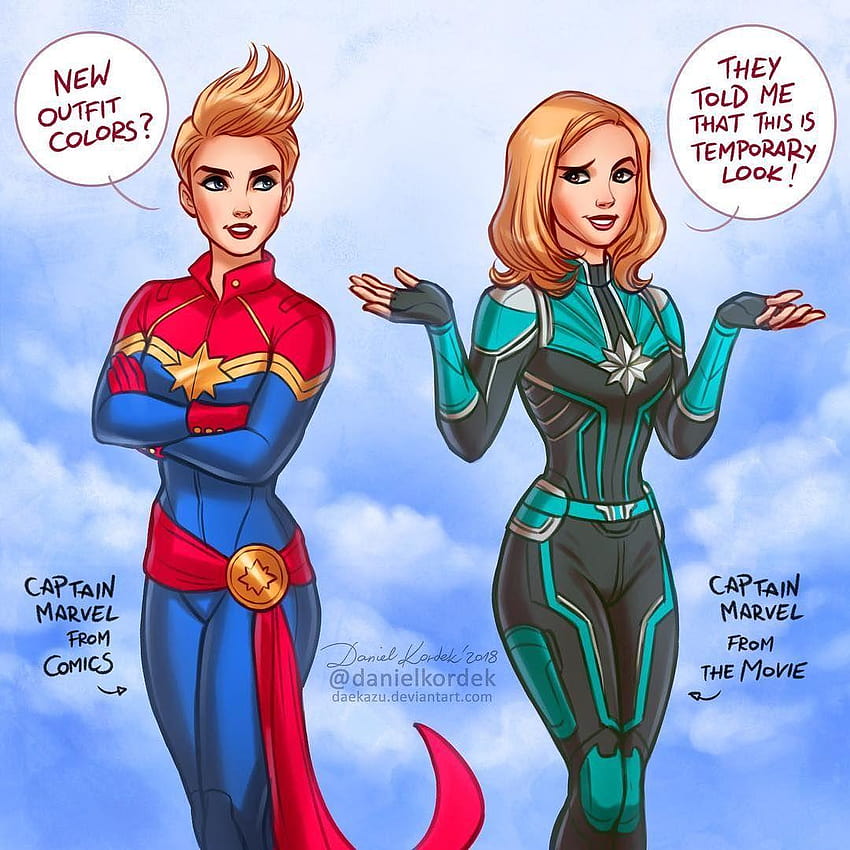 NEW
OUTFIT
COLORS?
THEY
TOLD ME
THAT THIS IS
TEMPORARY
LOOK!
CAPTAIN
MARVEL
FROM
COMICS
CAPTAIN
MARVEL
FROM
THE MOVIE
Daniel Kordek '2018
@danielkordek
daekazu.deviantart.com